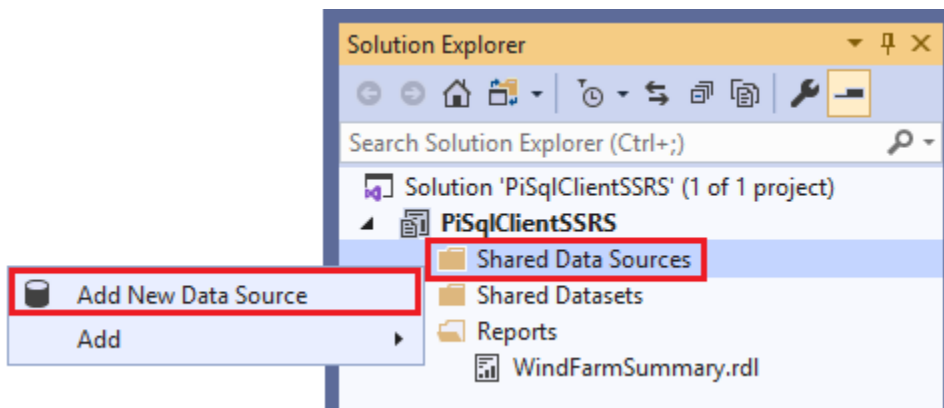 Solution Explorer
Search Solution Explorer (Ctrl+;)
Solution 'PiSqlClientSSRS' (1 of 1 project)
PiSqlClientSSRS
Shared Data Sources
Add New Data Source
Shared Datasets
Add
Reports
WindFarmSummary.rdl